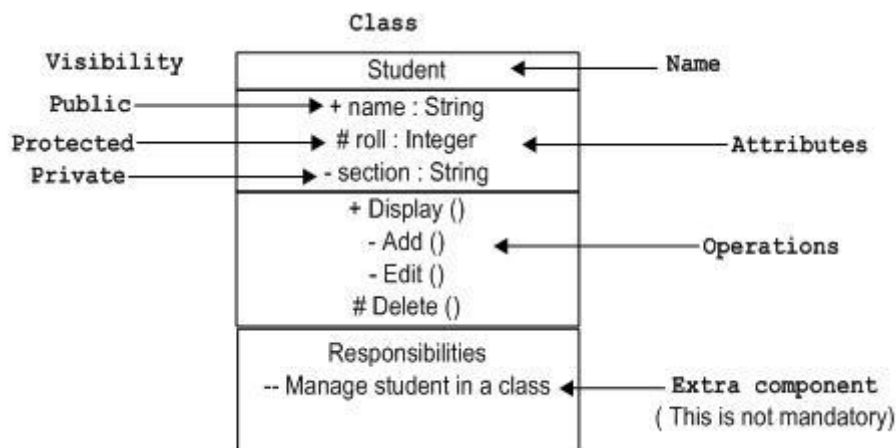 Class
Visibility
Student
Name
Public
+ name : String
Protected
# roll : Integer
Attributes
Private
- section : String
+ Display ()
- Add ()
Operations
- Edit ()
# Delete ()
Responsibilities
-- Manage student in a class
Extra component
( This is not mandatory)